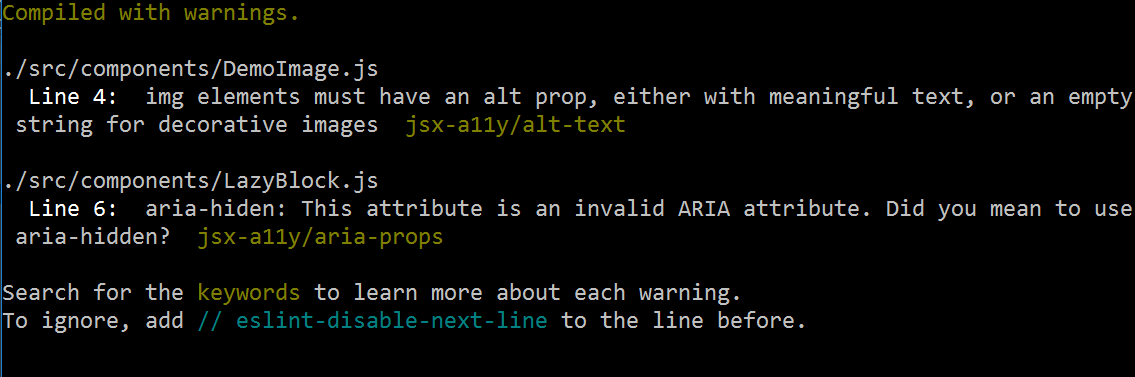 Compiled with warnings.
./src/components/DemoImage.js
Line 4: img elements must have an alt prop, either with meaningful text, or an empty
string for decorative images jsx-a11y/alt-text
./src/components/LazyBlock.js
Line 6: aria-hiden: This attribute is an invalid ARIA attribute. Did you mean to use
aria-hidden? jsx-a11y/aria-props
Search for the keywords to learn more about each warning.
To ignore, add // eslint-disable-next-line to the line before.